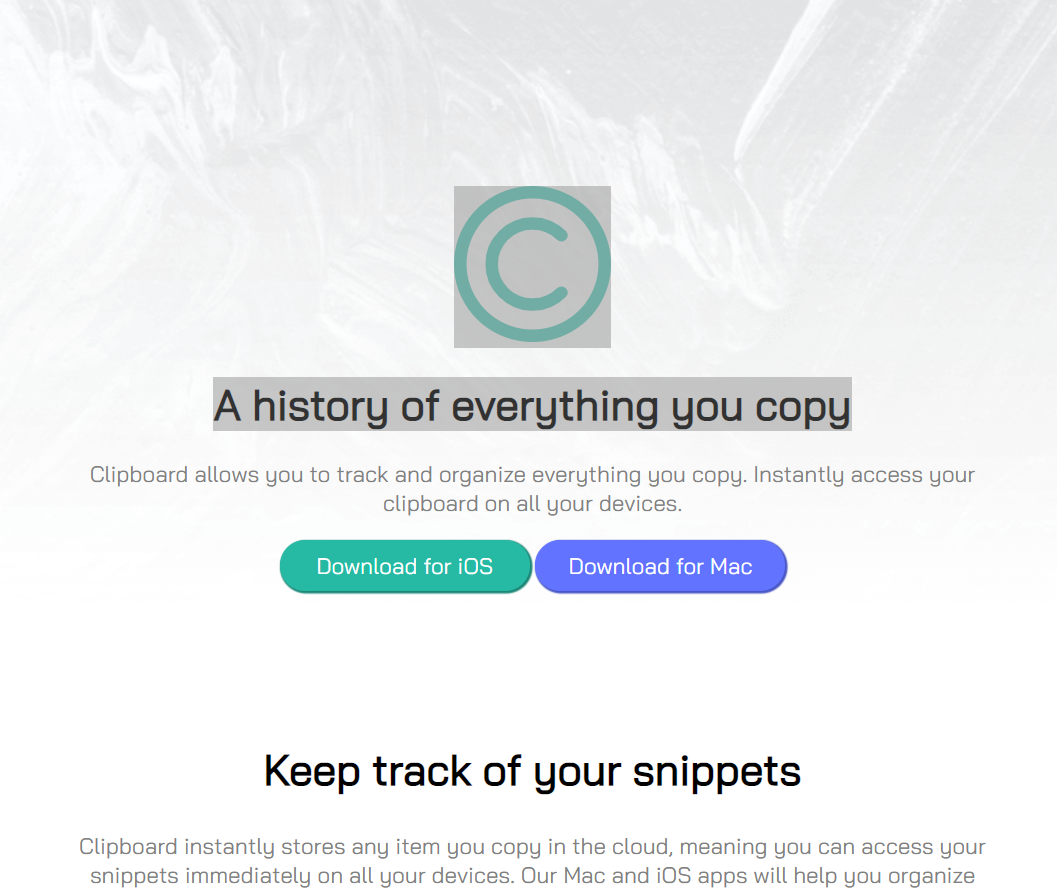 A history of everything you copy
Clipboard allows you to track and organize everything you copy. Instantly access your
clipboard on all your devices.
Download for iOS
Download for Mac
Keep track of your snippets
Clipboard instantly stores any item you copy in the cloud, meaning you can access your
snippets immediately on all your devices. Our Mac and iOS apps will help you organize